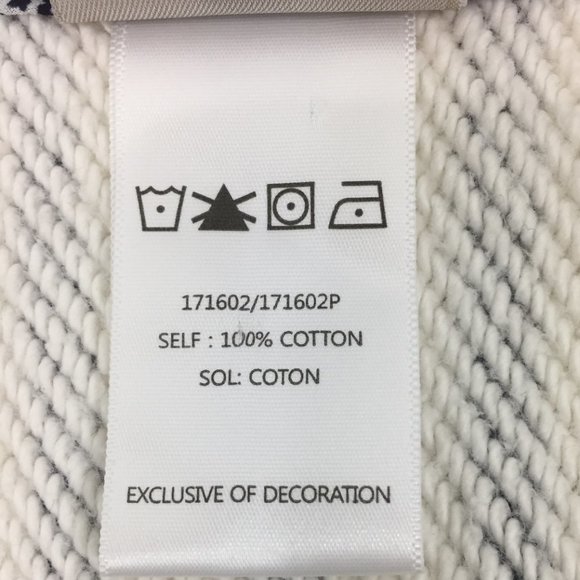 171602/171602P
SELF : 100% COTTON
SOL: COTON
EXCLUSIVE OF DECORATION